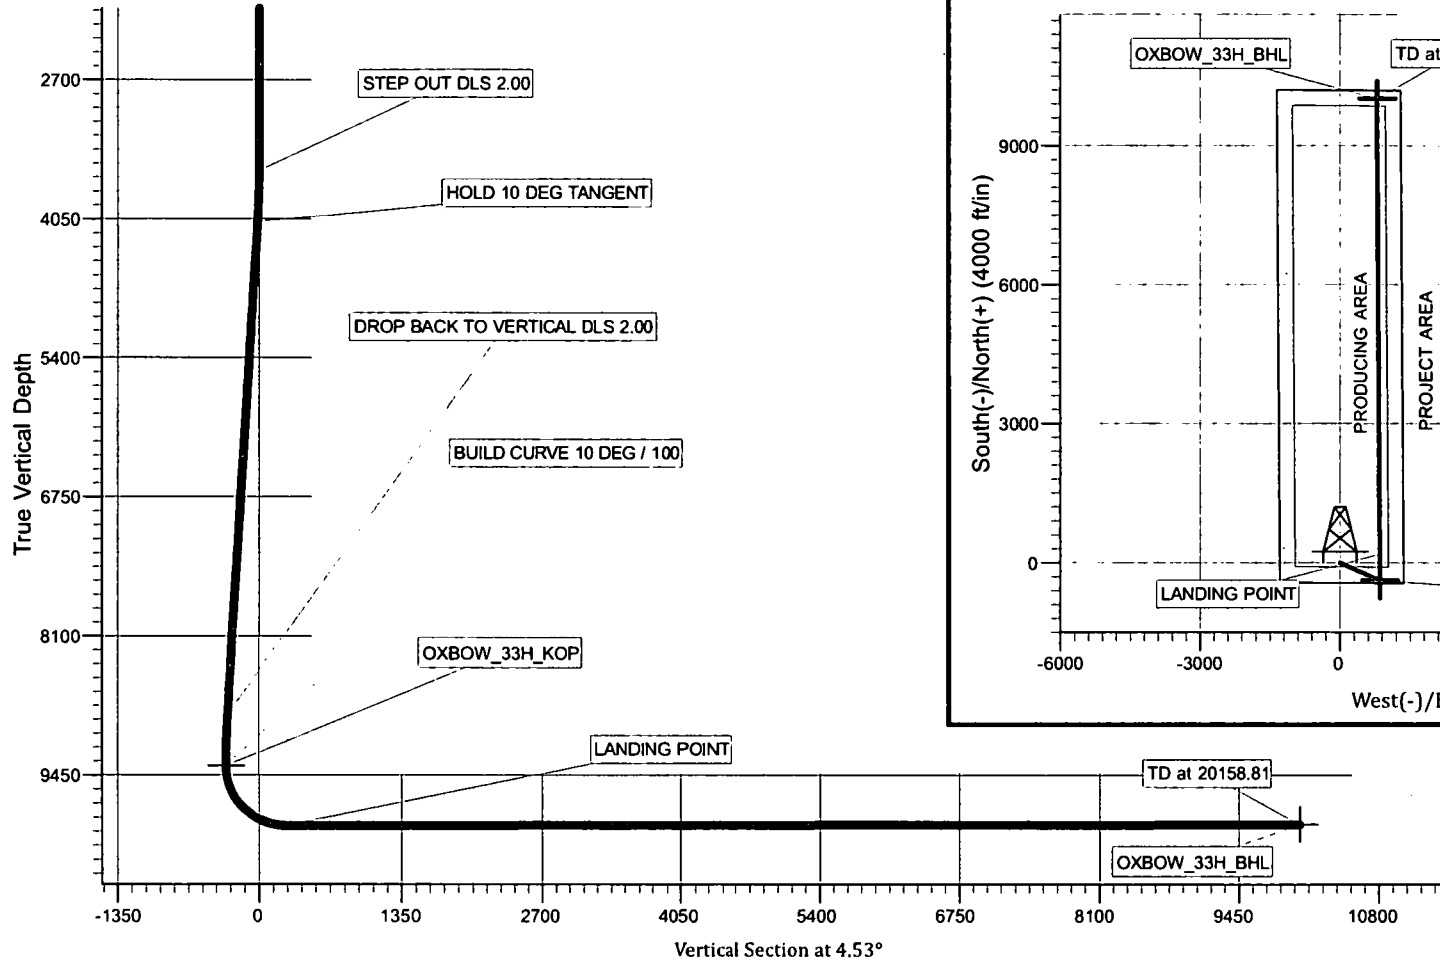 True Vertical Depth
2700
4050
5400
6750
8100
9450
STEP OUT DLS 2.00
HOLD 10 DEG TANGENT
DROP BACK TO VERTICAL DLS 2.00
BUILD CURVE 10 DEG / 100
OXBOW_33H_KOP
LANDING POINT
TD at 20158.81
OXBOW_33H_BHL
-1350
0
1350
2700
4050
5400
6750
8100
9450
10800
Vertical Section at 4.53°
South(-)/North(+) (4000 ft/in)
9000
6000
3000
0
OXBOW_33H_BHL
TD at
PRODUCING AREA
PROJECT AREA
LANDING POINT
-6000
-3000
0
West(-)/